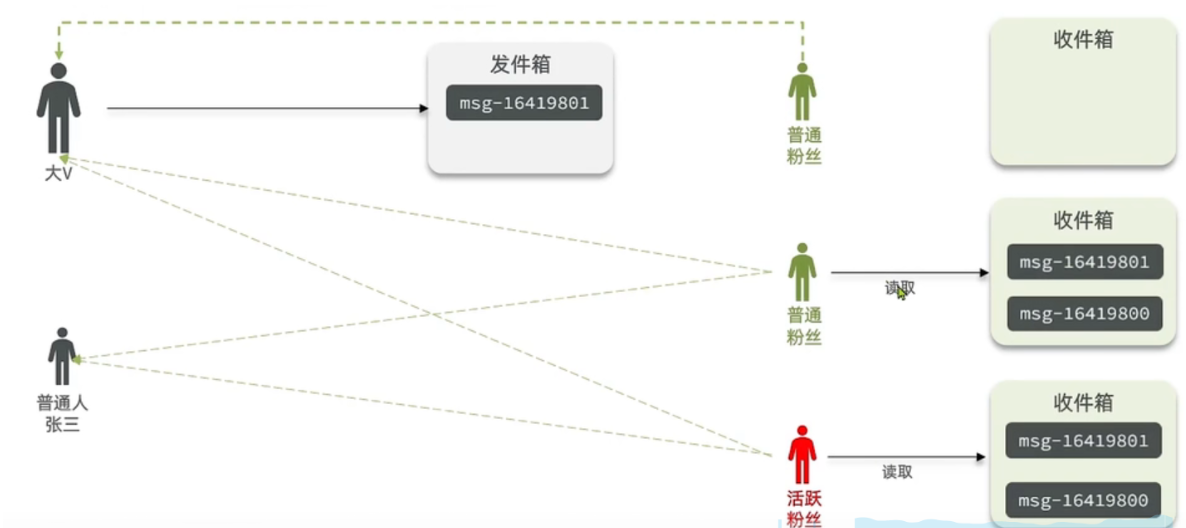 发件箱
msg-16419801
大V
普通
粉丝
收件箱
普通
粉丝
读取
收件箱
msg-16419801
msg-16419800
普通人
张三
活跃
粉丝
读取
收件箱
msg-16419801
msg-16419800